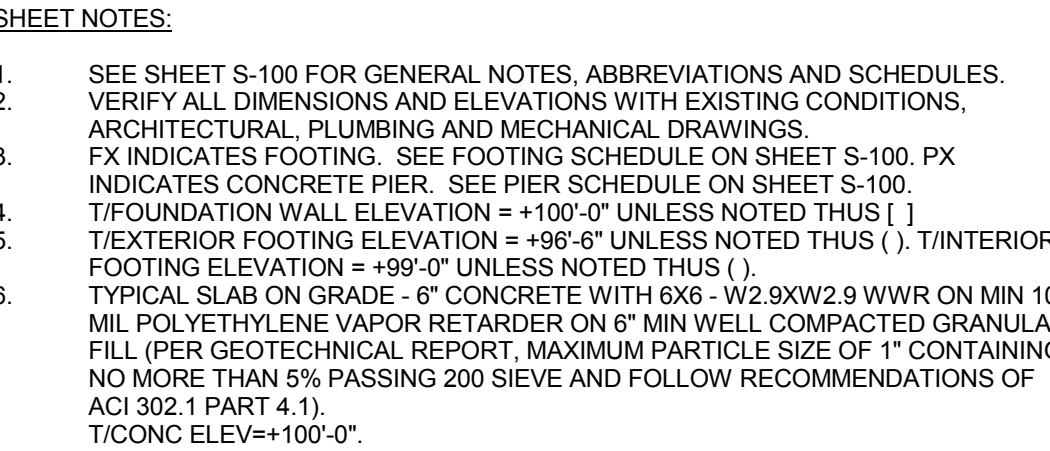 SHEET NOTES:
1. SEE SHEET S-100 FOR GENERAL NOTES, ABBREVIATIONS AND SCHEDULES.
2. VERIFY ALL DIMENSIONS AND ELEVATIONS WITH EXISTING CONDITIONS,
ARCHITECTURAL, PLUMBING AND MECHANICAL DRAWINGS.
3. FX INDICATES FOOTING. SEE FOOTING SCHEDULE ON SHEET S-100. PX
INDICATES CONCRETE PIER. SEE PIER SCHEDULE ON SHEET S-100.
4. T/FOUNDATION WALL ELEVATION = +100'-0" UNLESS NOTED THUS [ ]
5. T/EXTERIOR FOOTING ELEVATION = +96'-6" UNLESS NOTED THUS ( ). T/INTERIOR
FOOTING ELEVATION = +99'-0" UNLESS NOTED THUS ( ).
6. TYPICAL SLAB ON GRADE - 6" CONCRETE WITH 6X6 - W2.9XW2.9 WWR ON MIN 10
MIL POLYETHYLENE VAPOR RETARDER ON 6" MIN WELL COMPACTED GRANULA
FILL (PER GEOTECHNICAL REPORT, MAXIMUM PARTICLE SIZE OF 1" CONTAINING
NO MORE THAN 5% PASSING 200 SIEVE AND FOLLOW RECOMMENDATIONS OF
ACI 302.1 PART 4.1).
T/CONC ELEV=+100'-0".